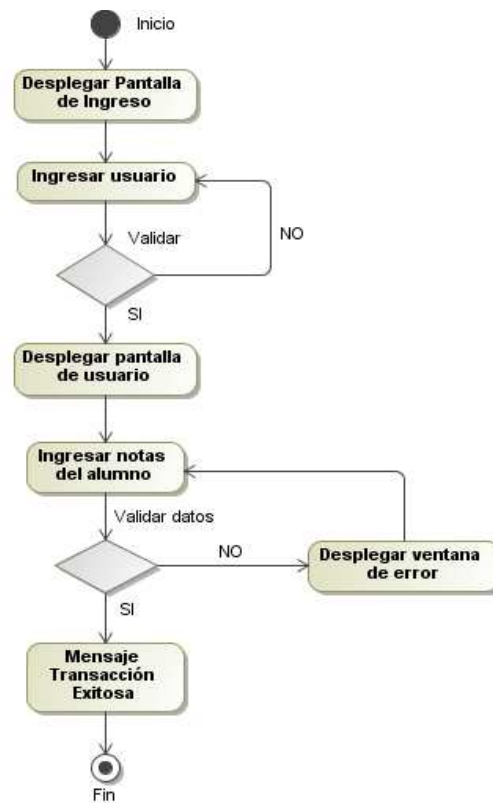 Inicio
Desplegar Pantalla
de Ingreso
Ingresar usuario
Validar
NO
SI
Desplegar pantalla
de usuario
Ingresar notas
del alumno
Validar datos
NO
Desplegar ventana
de error
SI
Mensaje
Transacción
Exitosa
Fin